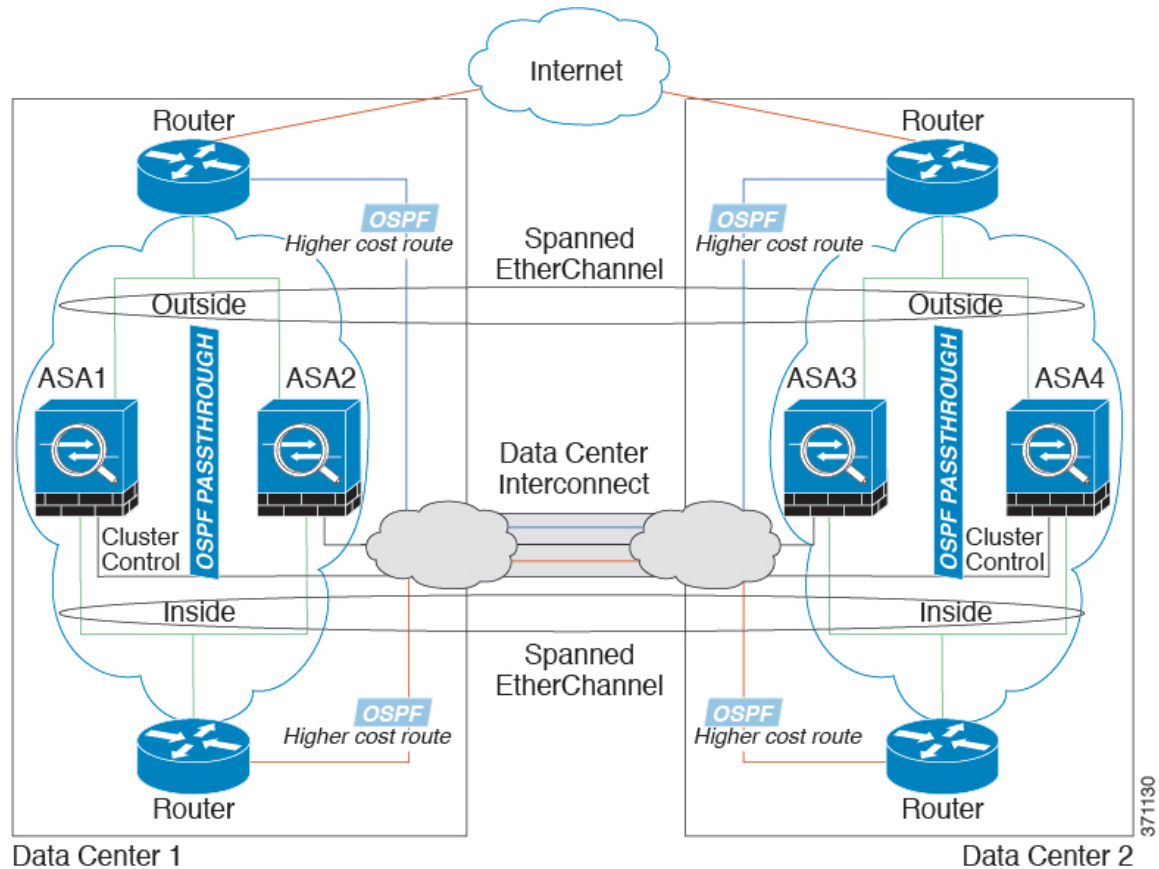 Internet
Router
Router
OSPF
Higher cost route
OSPF
Higher cost route
Spanned
EtherChannel
Outside
Outside
ASA1
ASA2
ASA3
ASA4
OSPF PASSTHROUGH
OSPF PASSTHROUGH
Data Center
Interconnect
Cluster
Control
Cluster
Control
Inside
Inside
Spanned
EtherChannel
OSPF
Higher cost route
OSPF
Higher cost route
Router
Router
371130
Data Center 1
Data Center 2